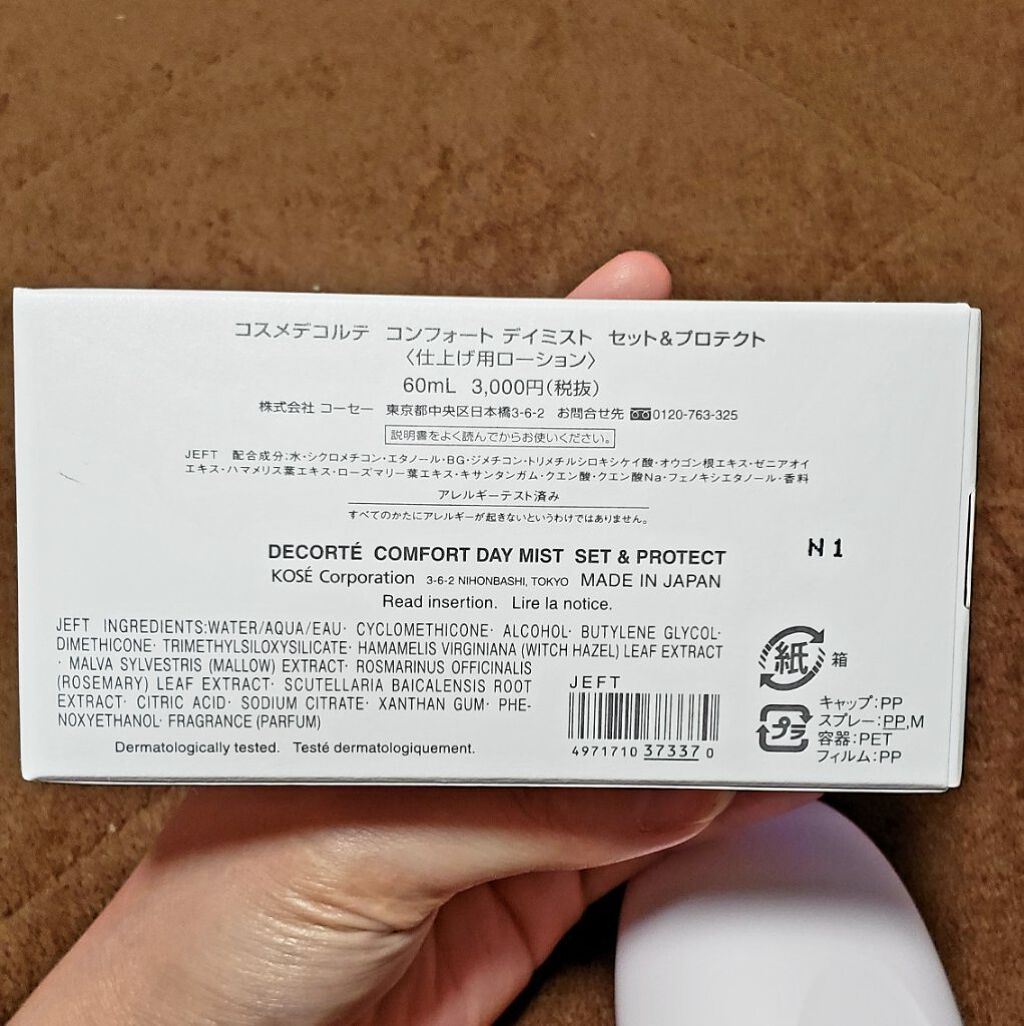 コスメデコルテ コンフォート デイミスト セット&プロテクト
〈仕上げ用ローション〉
60mL 3,000円(税抜)
株式会社 コーセー 東京都中央区日本橋3-6-2 お問合せ先 0120-763-325
説明書をよく読んでからお使いください。
JEFT 配合成分:水・シクロメチコン・エタノール・BG・ジメチコン・トリメチルシロキシケイ酸・オウゴン根エキス・ゼニアオイ
エキス・ハマメリス葉エキス・ローズマリー葉エキス・キサンタンガム・クエン酸・クエン酸Na・フェノキシエタノール・香料
アレルギーテスト済み
すべてのかたにアレルギーが起きないというわけではありません。
N1
DECORTÉ COMFORT DAY MIST SET & PROTECT
KOSÉ Corporation 3-6-2 NIHONBASHI, TOKYO MADE IN JAPAN
Read insertion. Lire la notice.
JEFT INGREDIENTS:WATER/AQUA/EAU· CYCLOMETHICONE· ALCOHOL· BUTYLENE GLYCOL·
DIMETHICONE· TRIMETHYLSILOXYSILICATE· HAMAMELIS VIRGINIANA (WITCH HAZEL) LEAF EXTRACT
· MALVA SYLVESTRIS (MALLOW) EXTRACT· ROSMARINUS OFFICINALIS
(ROSEMARY) LEAF EXTRACT· SCUTELLARIA BAICALENSIS ROOT
EXTRACT· CITRIC ACID· SODIUM CITRATE· XANTHAN GUM· PHE-
NOXYETHANOL· FRAGRANCE (PARFUM)
Dermatologically tested. Testé dermatologiquement.
JEFT
4971710 37337 0
紙 箱
プラ
キャップ:PP
スプレー:PP,M
容器:PET
フィルム:PP